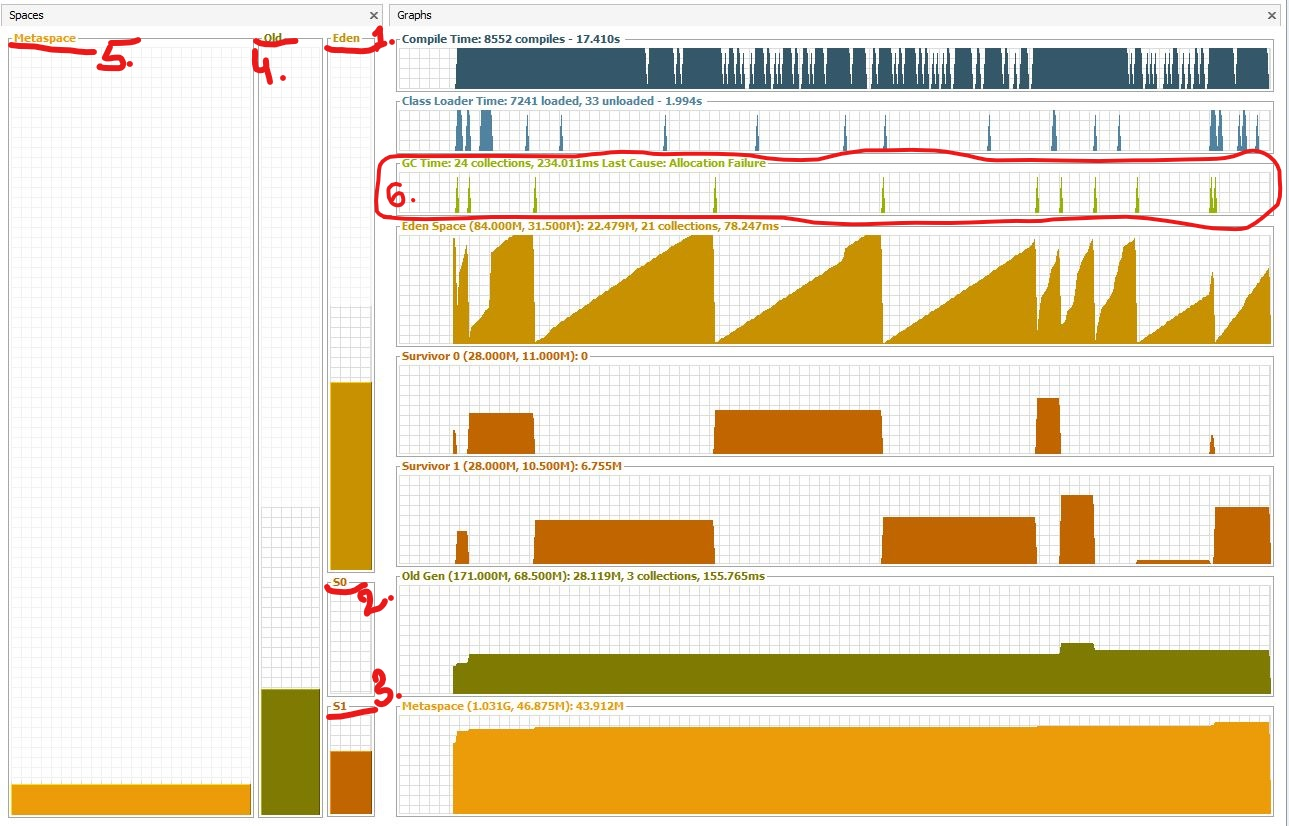 Spaces
Graphs
Metaspace
5.
Old
4.
Eden
1.
S0
2.
3.
S1
Compile Time: 8552 compiles - 17.410s
Class Loader Time: 7241 loaded, 33 unloaded - 1.994s
GC Time: 24 collections, 234.011ms Last Cause: Allocation Failure
6.
Eden Space (84.000M, 31.500M): 22.479M, 21 collections, 78.247ms
Survivor 0 (28.000M, 11.000M): 0
Survivor 1 (28.000M, 10.500M): 6.755M
Old Gen (171.000M, 68.500M): 28.119M, 3 collections, 155.765ms
Metaspace (1.031G, 46.875M): 43.912M